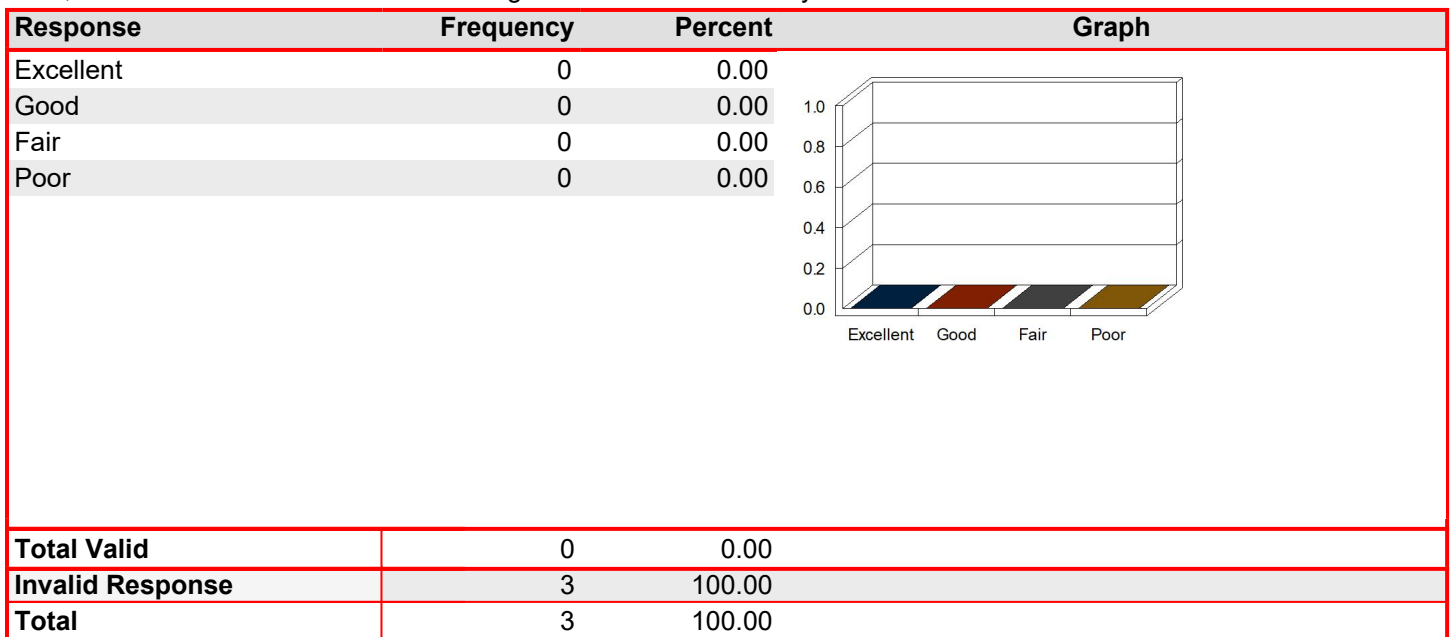 Response Frequency Percent Graph
Excellent 0 0.00
Good 0 0.00
Fair 0 0.00
Poor 0 0.00
1.0
0.8
0.6
0.4
0.2
0.0
Excellent Good Fair Poor
Total Valid 0 0.00
Invalid Response 3 100.00
Total 3 100.00